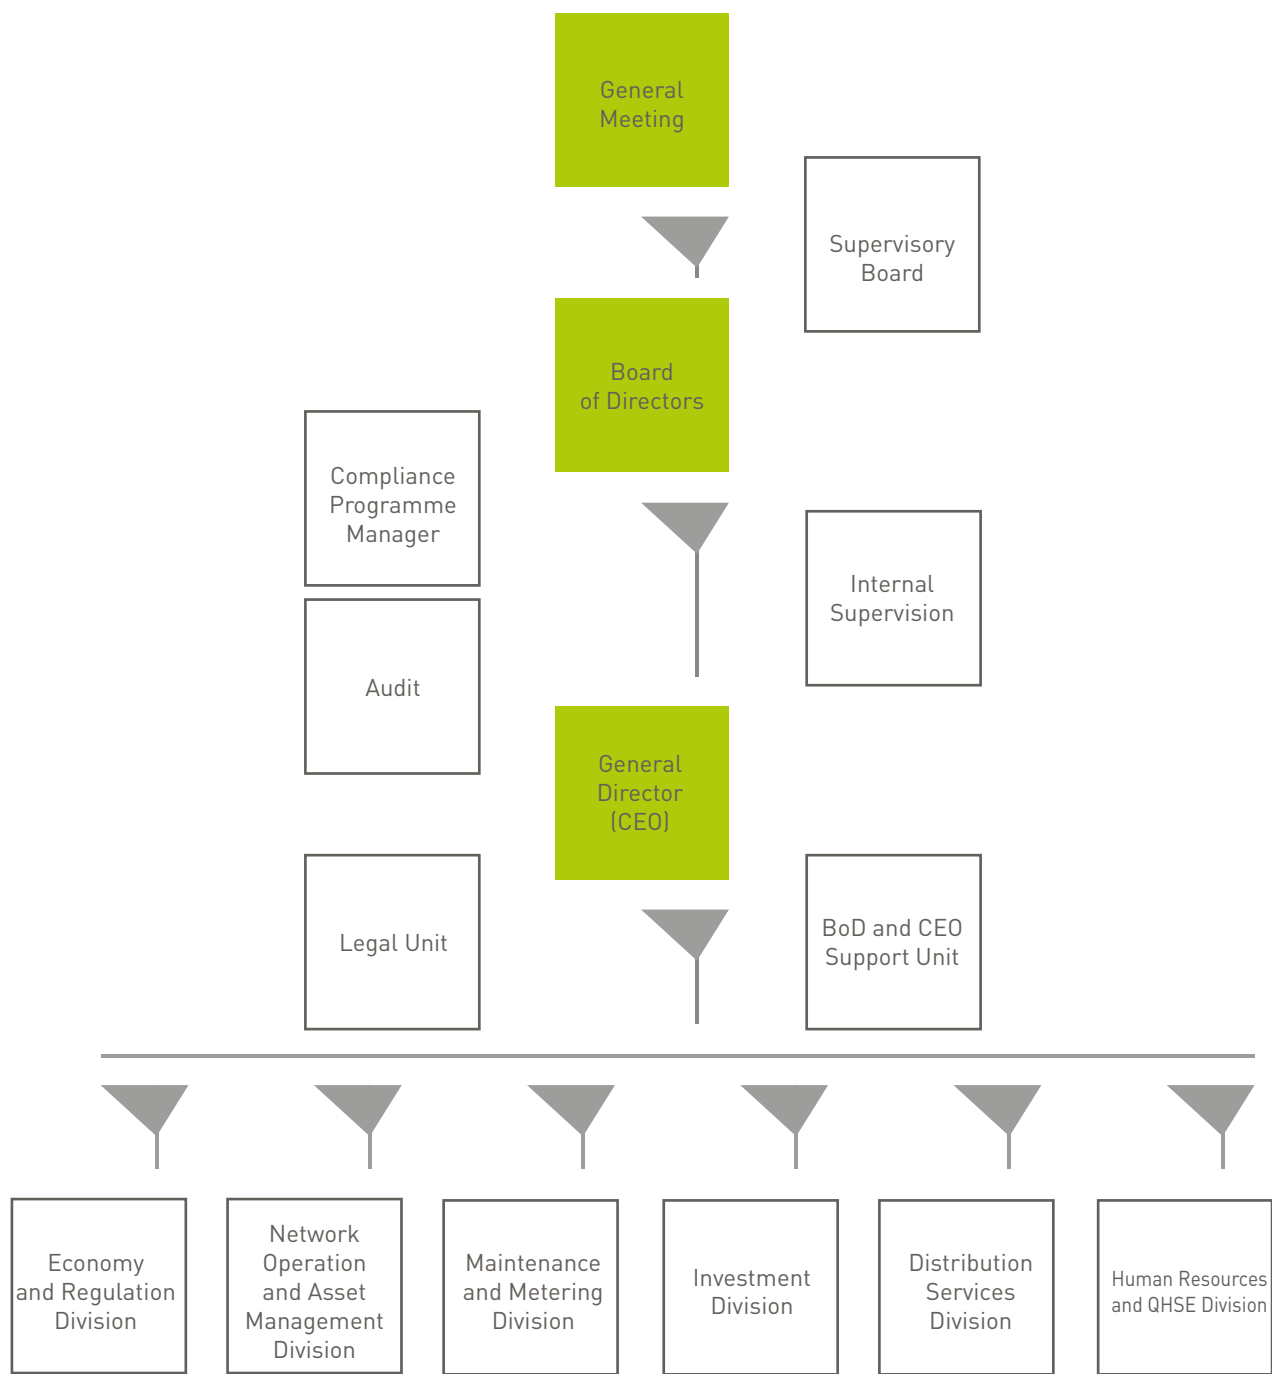 General
Meeting
Supervisory
Board
Board
of Directors
Compliance
Programme
Manager
Internal
Supervision
Audit
General
Director
(CEO)
Legal Unit
BoD and CEO
Support Unit
Economy
and Regulation
Division
Network
Operation
and Asset
Management
Division
Maintenance
and Metering
Division
Investment
Division
Distribution
Services
Division
Human Resources
and QHSE Division